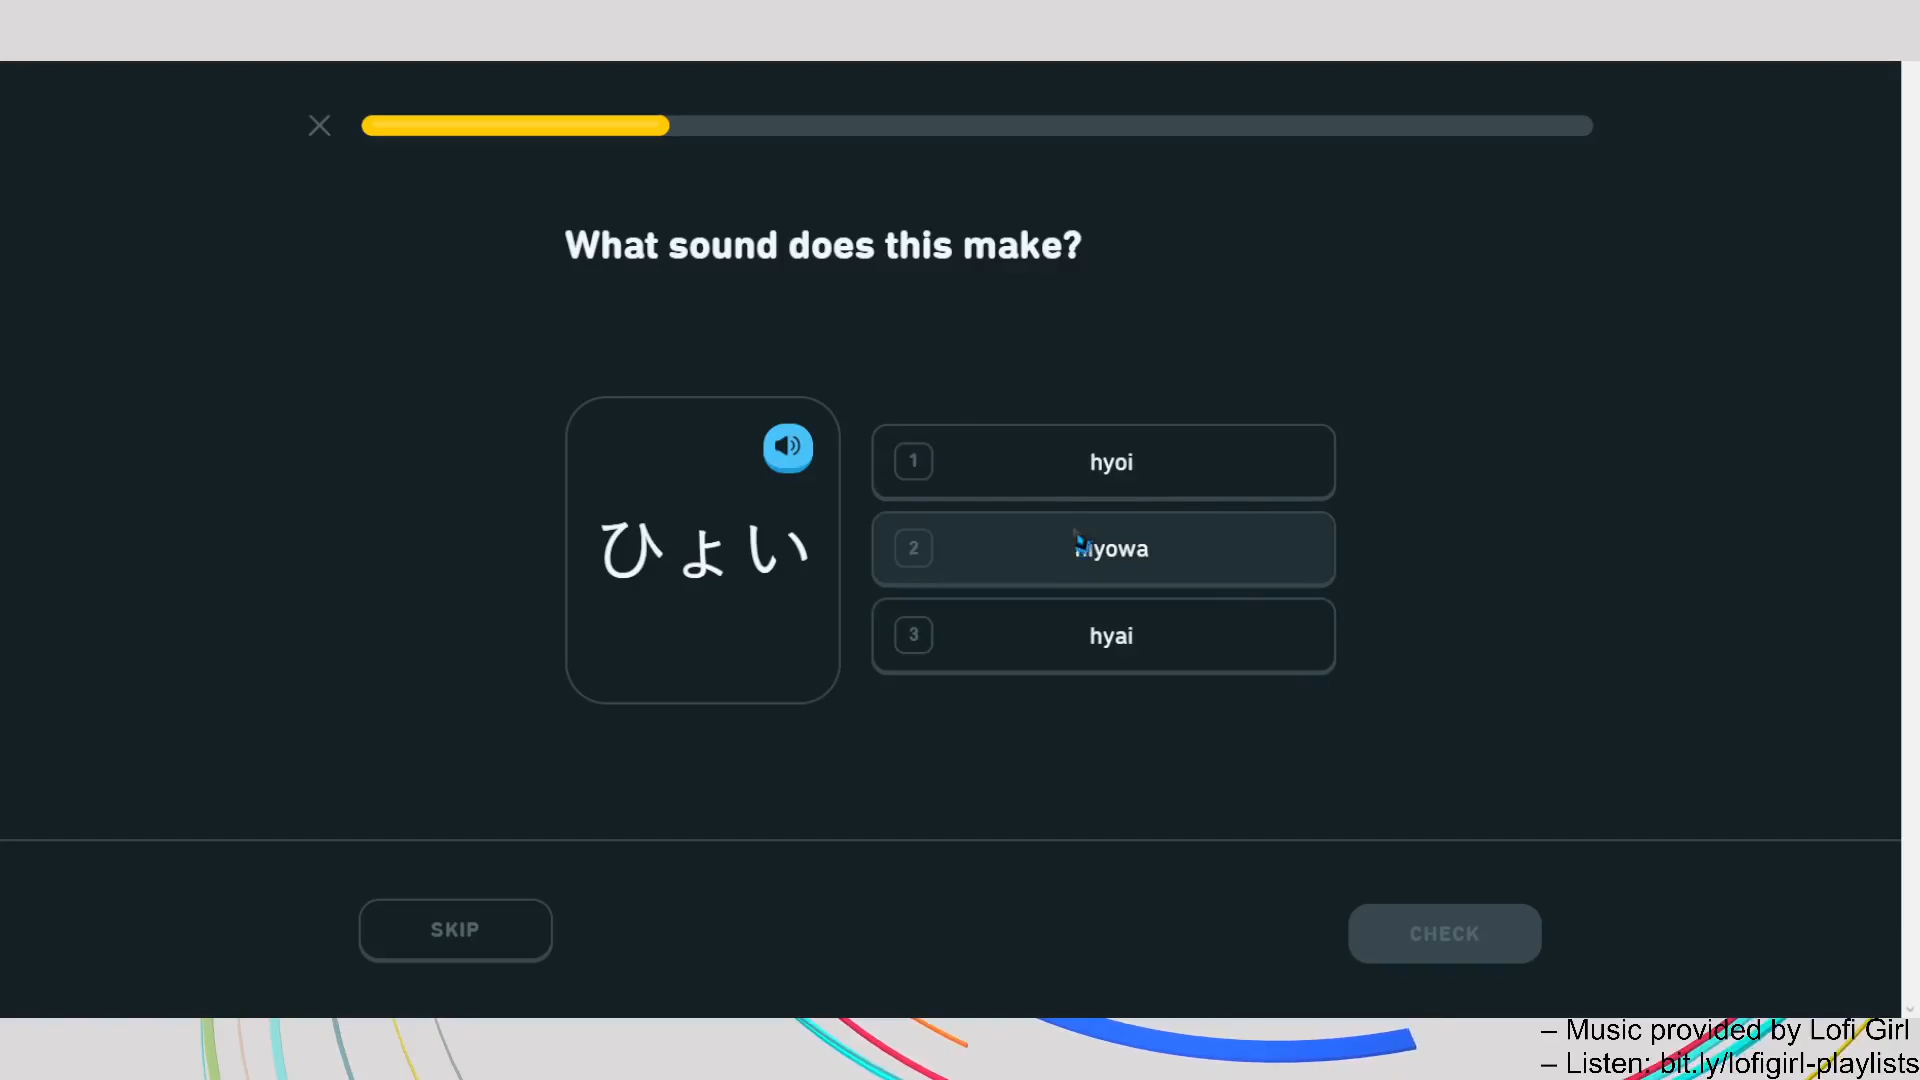 What sound does this make?
ひょい
1 hyoi
2 hiyowa
3 hyai
SKIP
CHECK
– Music provided by Lofi Girl
– Listen: bit.ly/lofigirl-playlists